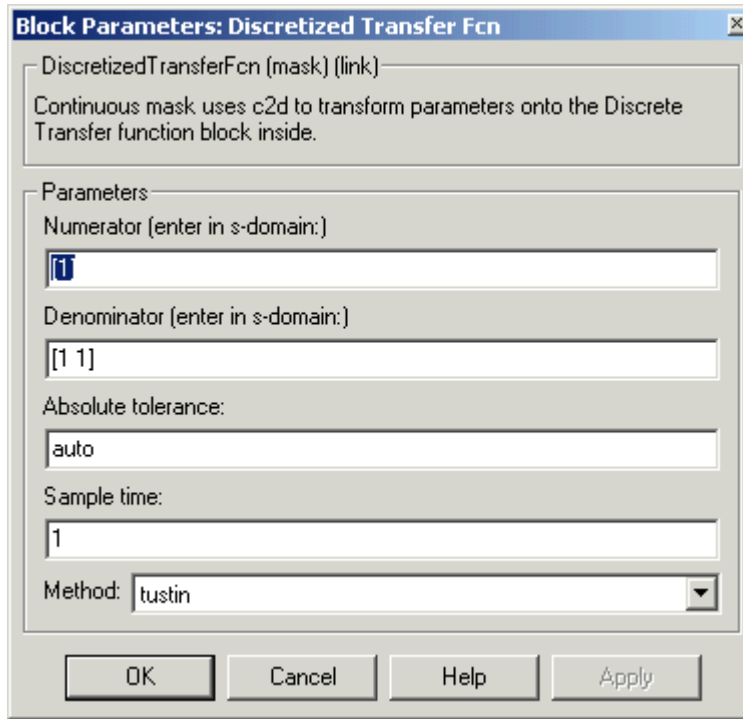 Block Parameters: Discretized Transfer Fcn
DiscretizedTransferFcn (mask) (link)
Continuous mask uses c2d to transform parameters onto the Discrete
Transfer function block inside.
Parameters
Numerator (enter in s-domain:)
[1]
Denominator (enter in s-domain:)
[1 1]
Absolute tolerance:
auto
Sample time:
1
Method: tustin
OK Cancel Help Apply